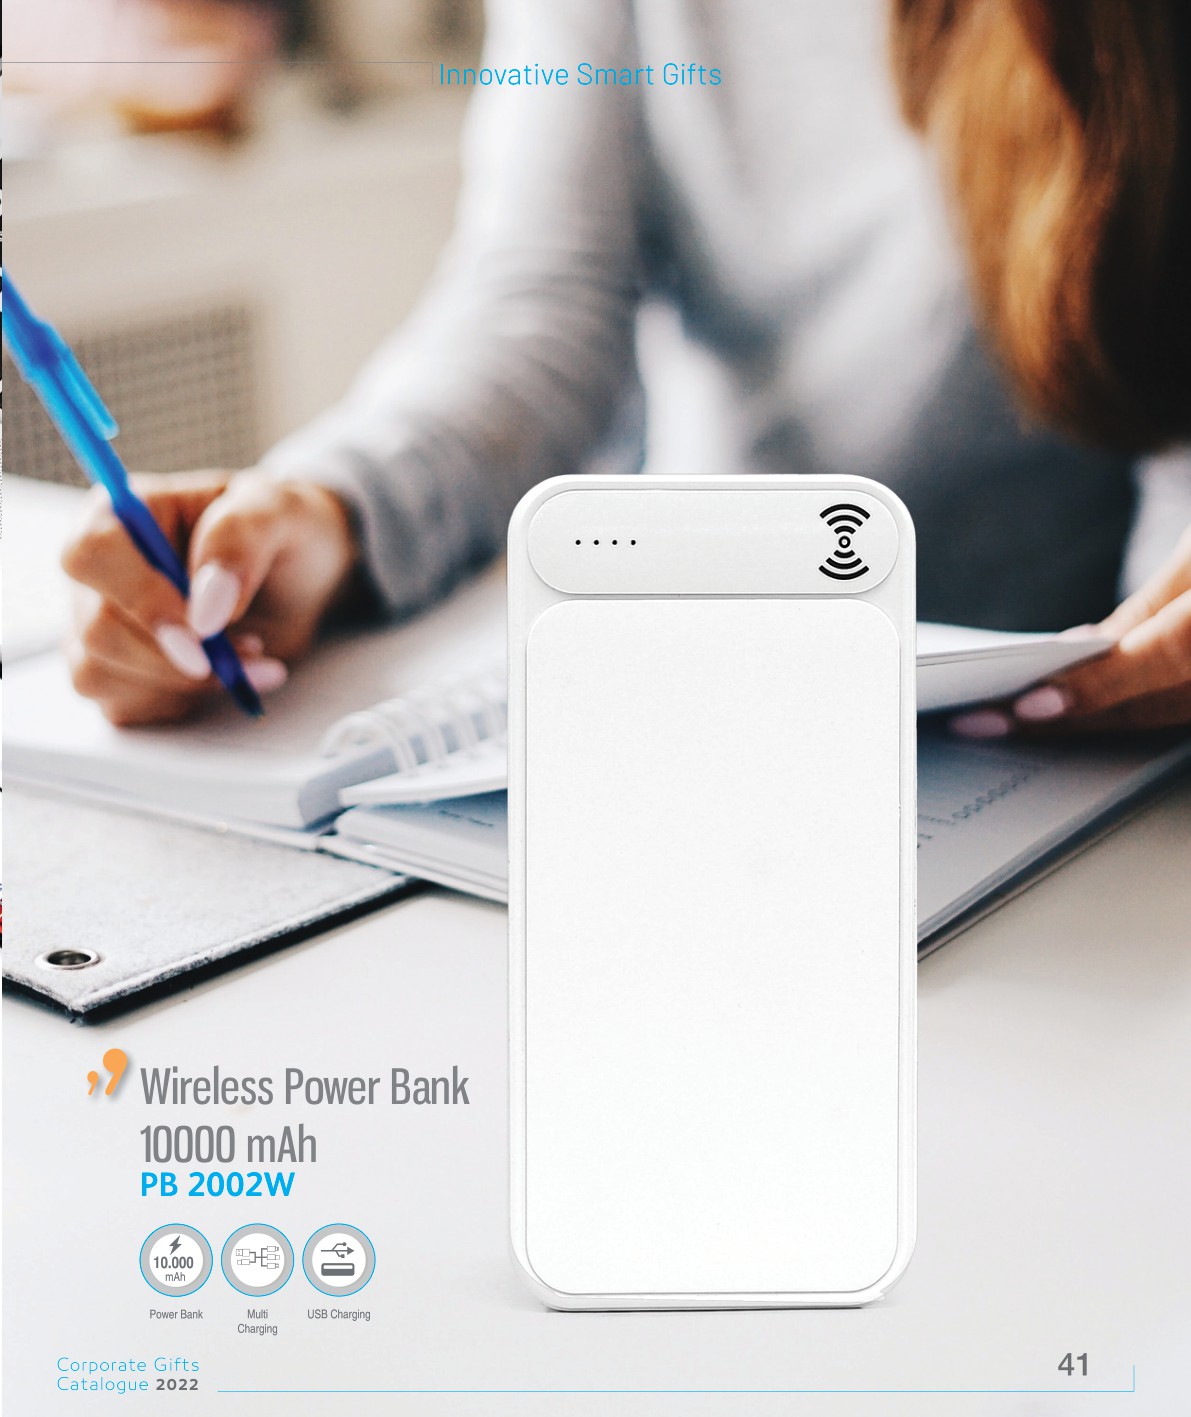 Innovative Smart Gifts
Wireless Power Bank
10000 mAh
PB 2002W
10.000
mAh
Power Bank
Multi
Charging
USB Charging
Corporate Gifts
Catalogue 2022
41